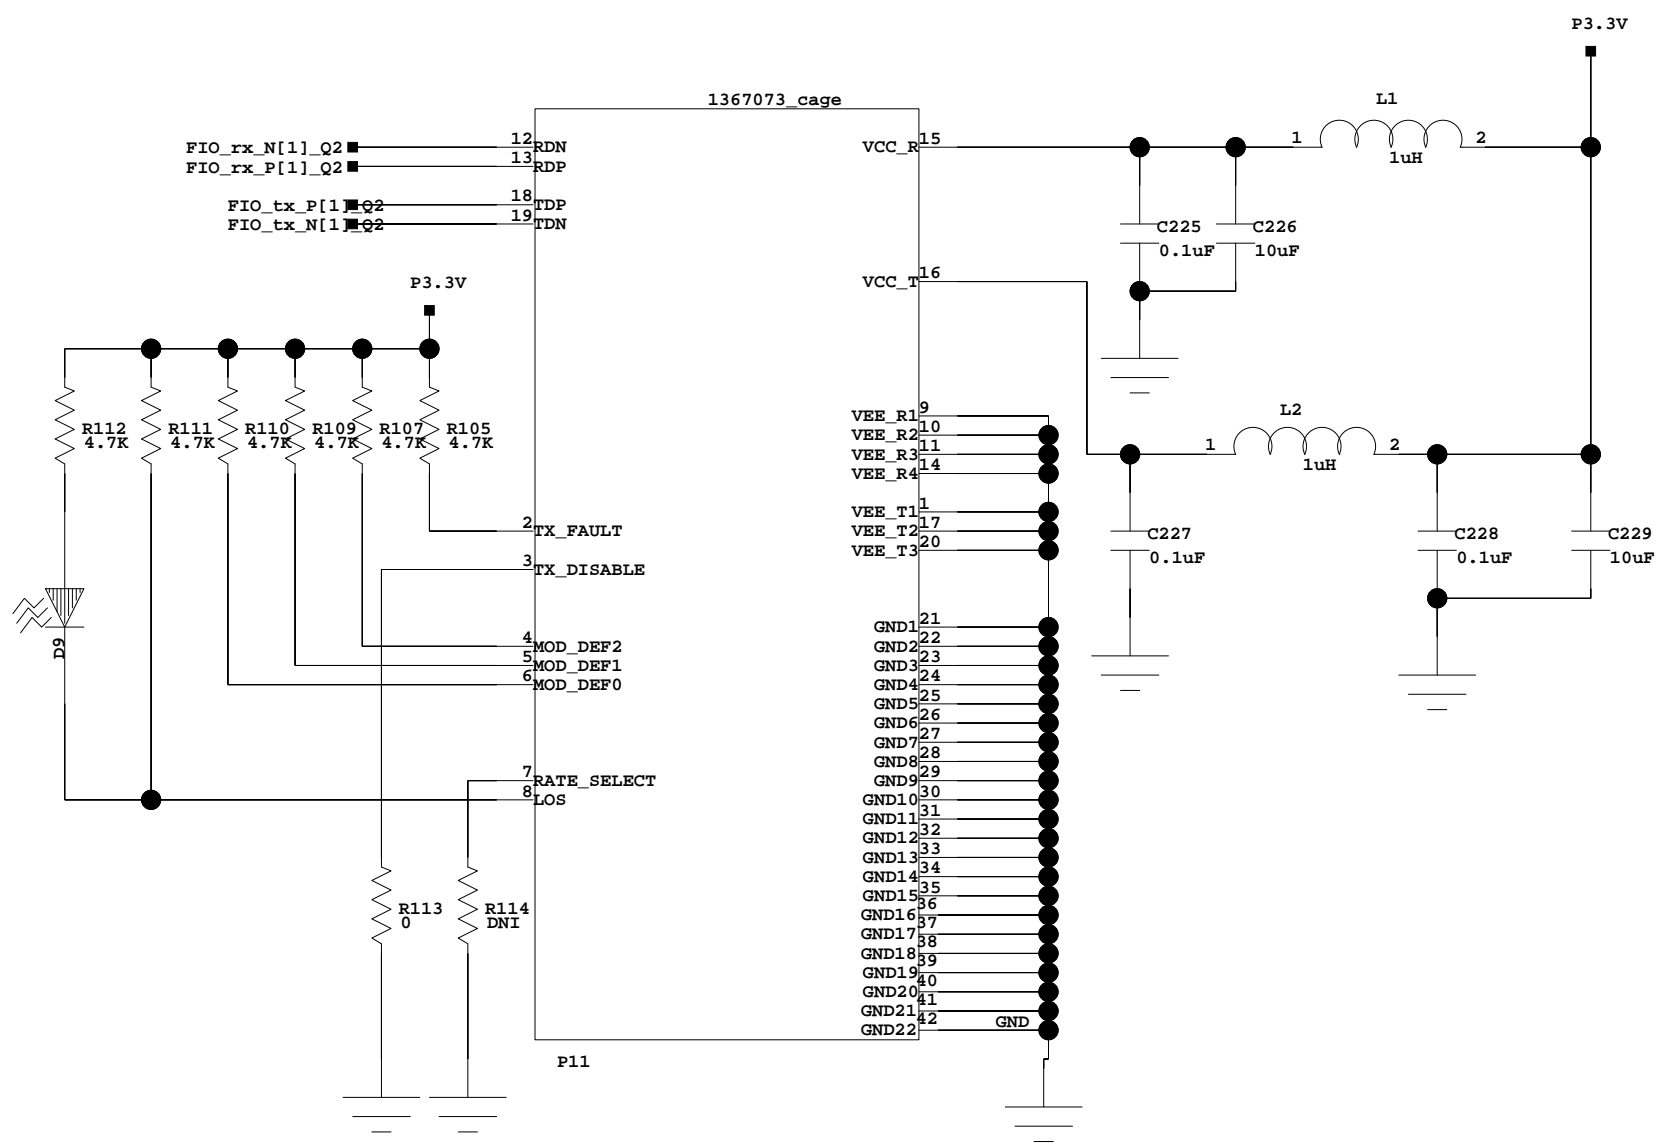 P3.3V
1367073_cage
L1
FIO_rx_N[1]_Q2 12 RDN VCC_R 15 1 2
1uH
FIO_rx_P[1]_Q2 13 RDP
FIO_tx_P[1]_Q2 18 TDP
FIO_tx_N[1]_Q2 19 TDN C225 C226
0.1uF 10uF
P3.3V VCC_T 16
VEE_R1 9 L2
R112 R111 R110 R109 R107 R105 VEE_R2 10
4.7K 4.7K 4.7K 4.7K 4.7K 4.7K VEE_R3 11 1 2
VEE_R4 14 1uH
VEE_T1 1
2 TX_FAULT VEE_T2 17 C227 C228 C229
VEE_T3 20 0.1uF 0.1uF 10uF
3 TX_DISABLE
GND1 21
D9 4 MOD_DEF2 GND2 22
5 MOD_DEF1 GND3 23
6 MOD_DEF0 GND4 24
GND5 25
GND6 26
GND7 27
GND8 28
7 RATE_SELECT GND9 29
8 LOS GND10 30
GND11 31
GND12 32
GND13 33
GND14 34
GND15 35
R113 R114 GND16 36
0 DNI GND17 37
GND18 38
GND19 39
GND20 40
GND21 41
GND22 42 GND
P11